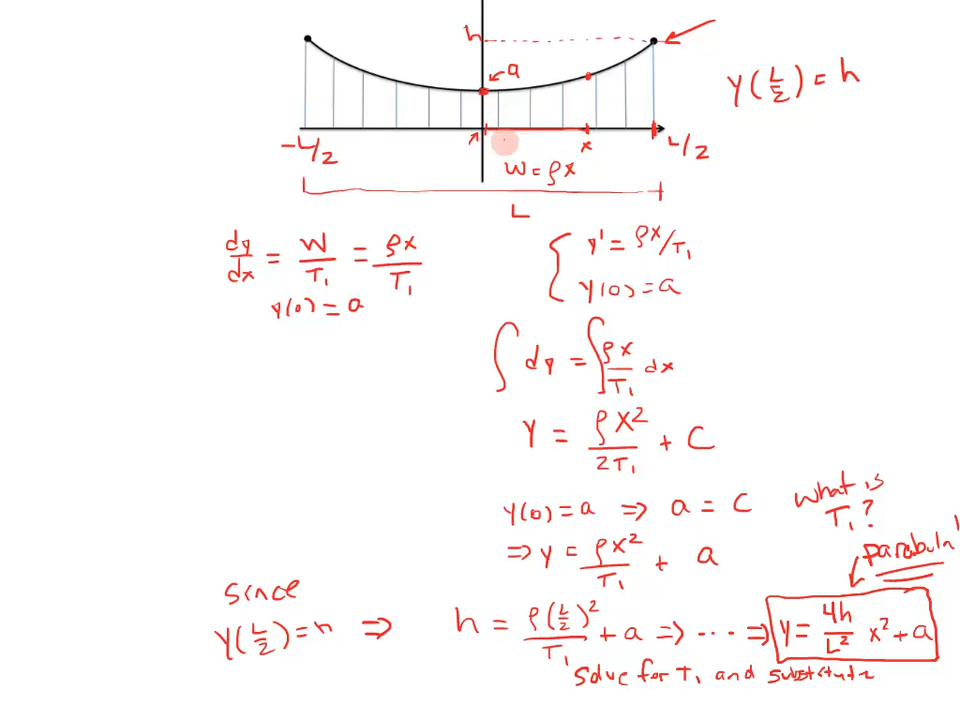 h
a
y(L/2) = h
-L/2
x
L/2
W = ρx
L
dy/dx = W/T₁ = ρx/T₁
y(0) = a
{ y' = ρx/T₁
y(0) = a
∫ dy = ∫ ρx/T₁ dx
y = ρx²/2T₁ + C
y(0) = a ⇒ a = C
what is
T₁?
⇒ y = ρx²/T₁ + a
parabola!
since
y(L/2) = h ⇒ h = ρ(L/2)²/T₁ + a ⇒ ... ⇒ y = 4h/L² x² + a
solve for T₁ and substitute